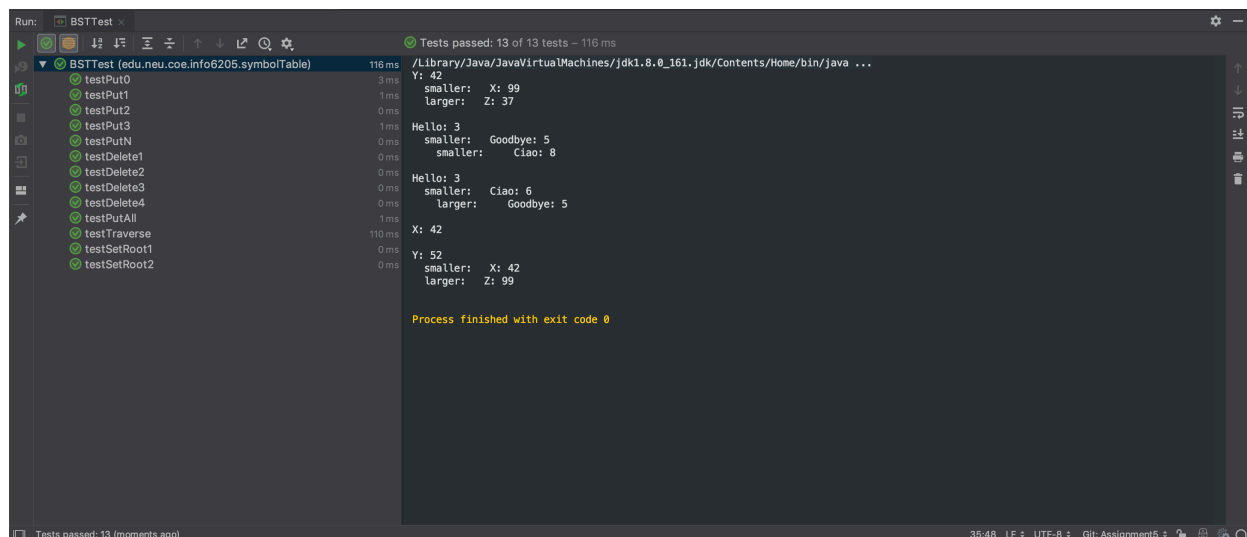 Run: BSTTest ×
Tests passed: 13 of 13 tests – 116 ms
BSTTest (edu.neu.coe.info6205.symbolTable) 116 ms
testPut0 3 ms
testPut1 1 ms
testPut2 0 ms
testPut3 1 ms
testPutN 0 ms
testDelete1 0 ms
testDelete2 0 ms
testDelete3 0 ms
testDelete4 0 ms
testPutAll 1 ms
testTraverse 110 ms
testSetRoot1 0 ms
testSetRoot2 0 ms
/Library/Java/JavaVirtualMachines/jdk1.8.0_161.jdk/Contents/Home/bin/java ...
Y: 42
smaller: X: 99
larger: Z: 37
Hello: 3
smaller: Goodbye: 5
smaller: Ciao: 8
Hello: 3
smaller: Ciao: 6
larger: Goodbye: 5
X: 42
Y: 52
smaller: X: 42
larger: Z: 99
Process finished with exit code 0
Tests passed: 13 (moments ago) 35:48 LF UTF-8 Git: Assignment5